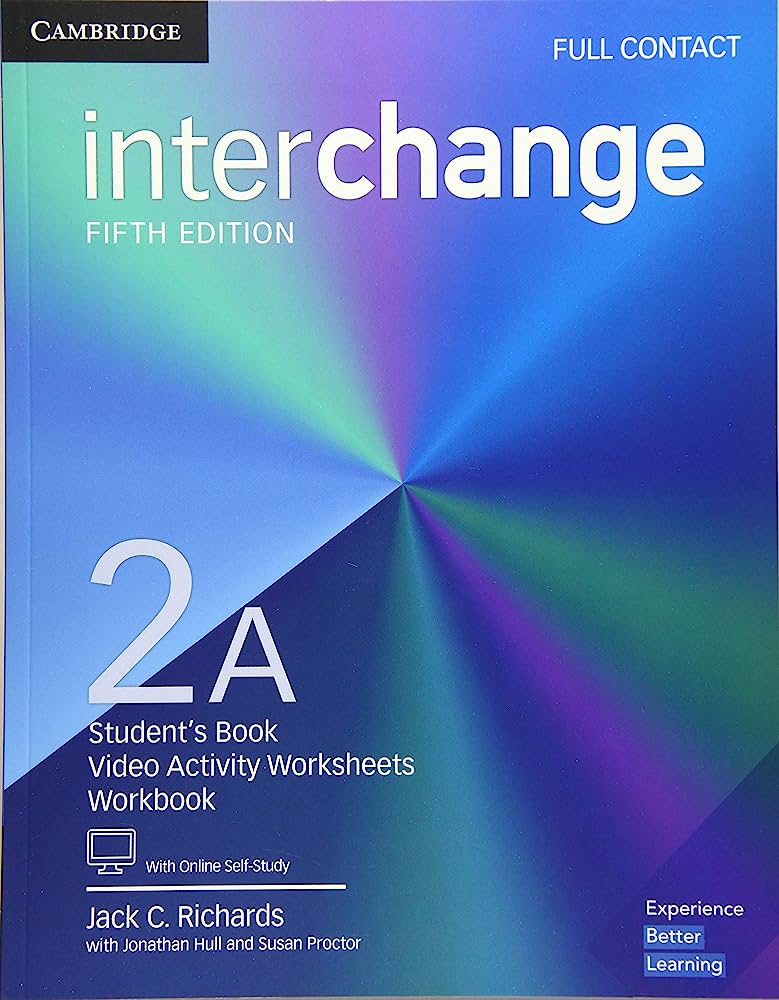 CAMBRIDGE
FULL CONTACT
interchange
FIFTH EDITION
2A
Student's Book
Video Activity Worksheets
Workbook
With Online Self-Study
Jack C. Richards
with Jonathan Hull and Susan Proctor
Experience
Better
Learning